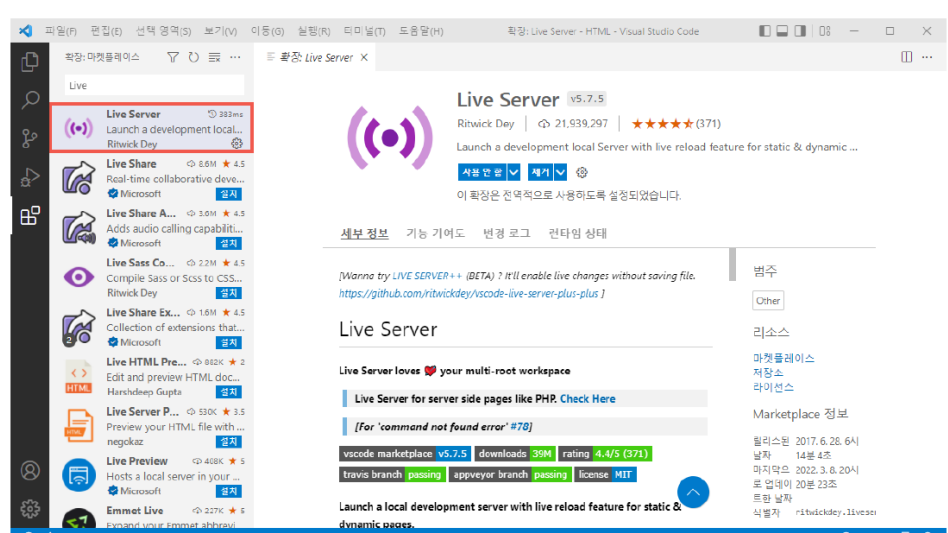 파일(F) 편집(E) 선택 영역(S) 보기(V) 이동(G) 실행(R) 터미널(T) 도움말(H)
확장: Live Server - HTML - Visual Studio Code
확장: 마켓플레이스
Live
Live Server 383ms
Launch a development local...
Ritwick Dey
Live Share 8.6M ★ 4.5
Real-time collaborative deve...
Microsoft 설치
Live Share A... 3.6M ★ 4.5
Adds audio calling capabiliti...
Microsoft 설치
Live Sass Co... 2.2M ★ 4.5
Compile Sass or Scss to CSS...
Ritwick Dey 설치
Live Share Ex... 1.6M ★ 4.5
Collection of extensions that...
2 Microsoft 설치
Live HTML Pre... 882K ★ 2
Edit and preview HTML doc...
HTML Harshdeep Gupta 설치
Live Server P... 530K ★ 3.5
Preview your HTML file with ...
negokaz 설치
Live Preview 408K ★ 5
Hosts a local server in your ...
Microsoft 설치
Emmet Live 227K ★ 5
Expand your Emmet abbrevi...
확장: Live Server
Live Server v5.7.5
Ritwick Dey 21,939,297 (371)
Launch a development local Server with live reload feature for static & dynamic ...
사용 안 함 제거
이 확장은 전역적으로 사용하도록 설정되었습니다.
세부 정보 기능 기여도 변경 로그 런타임 상태
[Wanna try LIVE SERVER++ (BETA) ? It'll enable live changes without saving file.
https://github.com/ritwickdey/vscode-live-server-plus-plus ]
Live Server
Live Server loves ❤️ your multi-root workspace
Live Server for server side pages like PHP. Check Here
[For 'command not found error' #78]
vscode marketplace v5.7.5 downloads 39M rating 4.4/5 (371)
travis branch passing appveyor branch passing license MIT
Launch a local development server with live reload feature for static &
dynamic pages.
범주
Other
리소스
마켓플레이스
저장소
라이선스
Marketplace 정보
릴리스된 2017. 6. 28. 6시
날짜 14분 4초
마지막으 2022. 3. 8. 20시
로 업데이 20분 23초
트한 날짜
식별자 ritwickdey.liveser